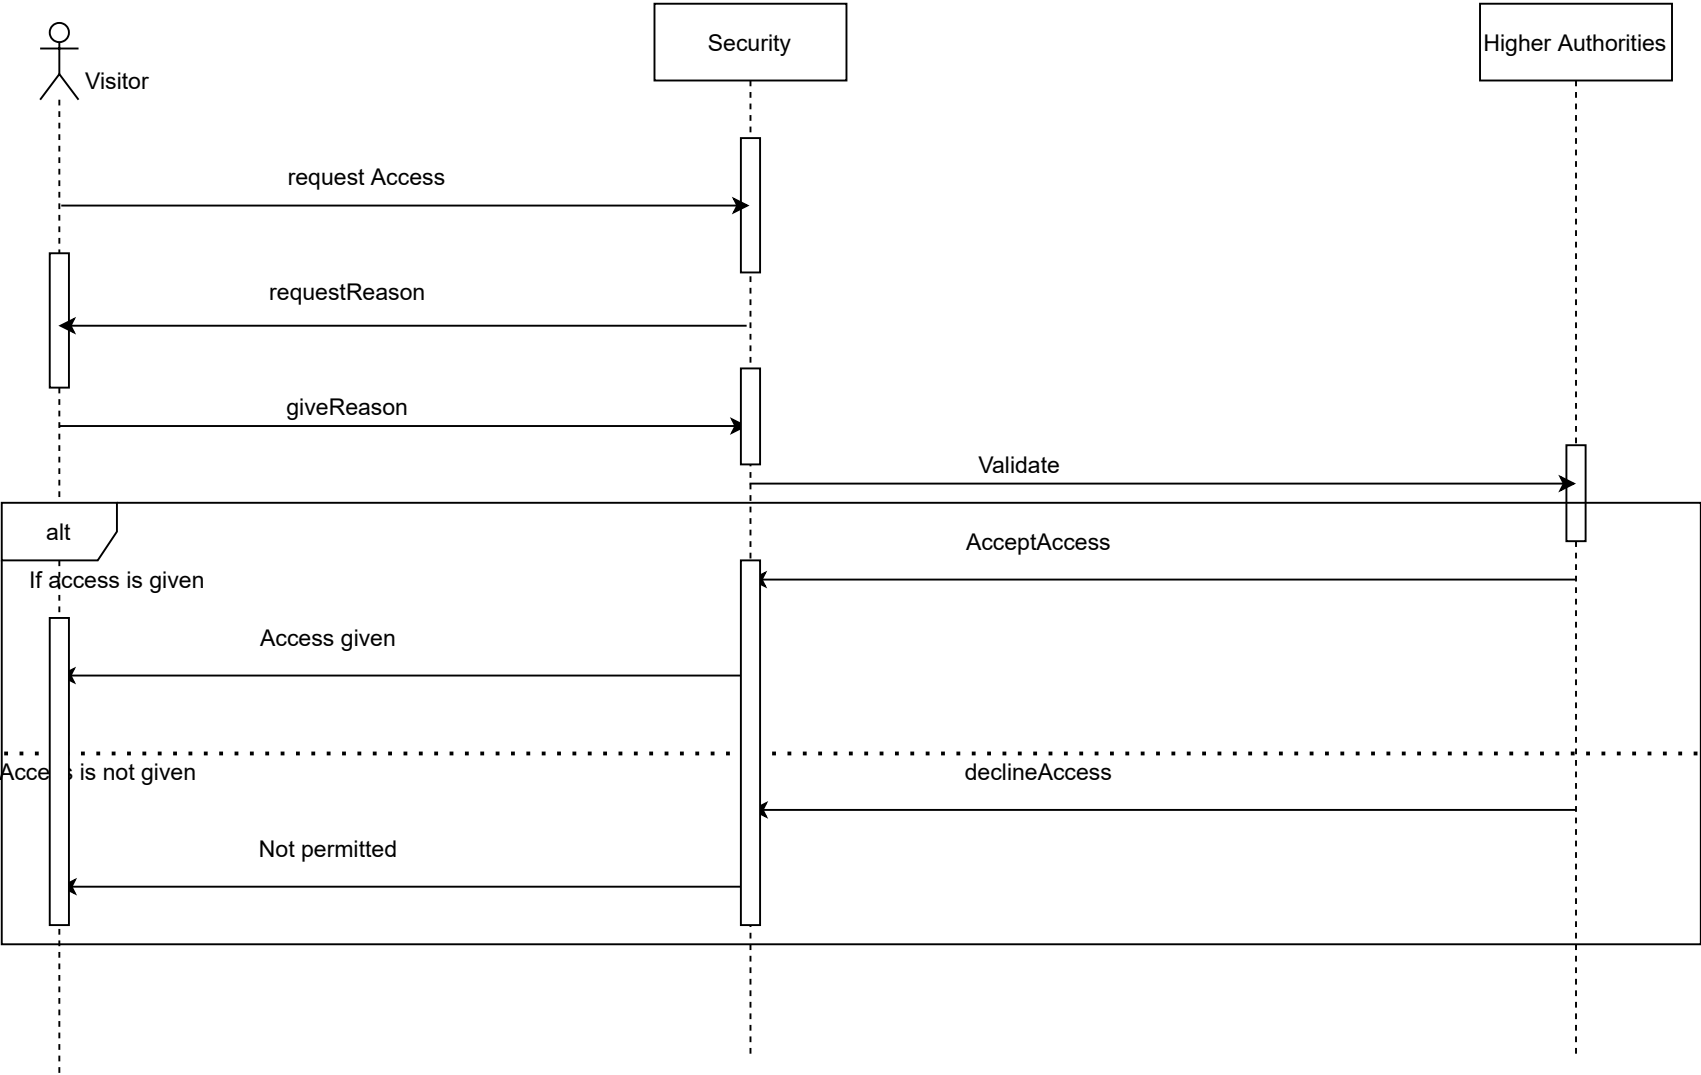 Visitor
Security
Higher Authorities
request Access
requestReason
giveReason
Validate
alt
AcceptAccess
If access is given
Access given
Acce s is not given
declineAccess
Not permitted